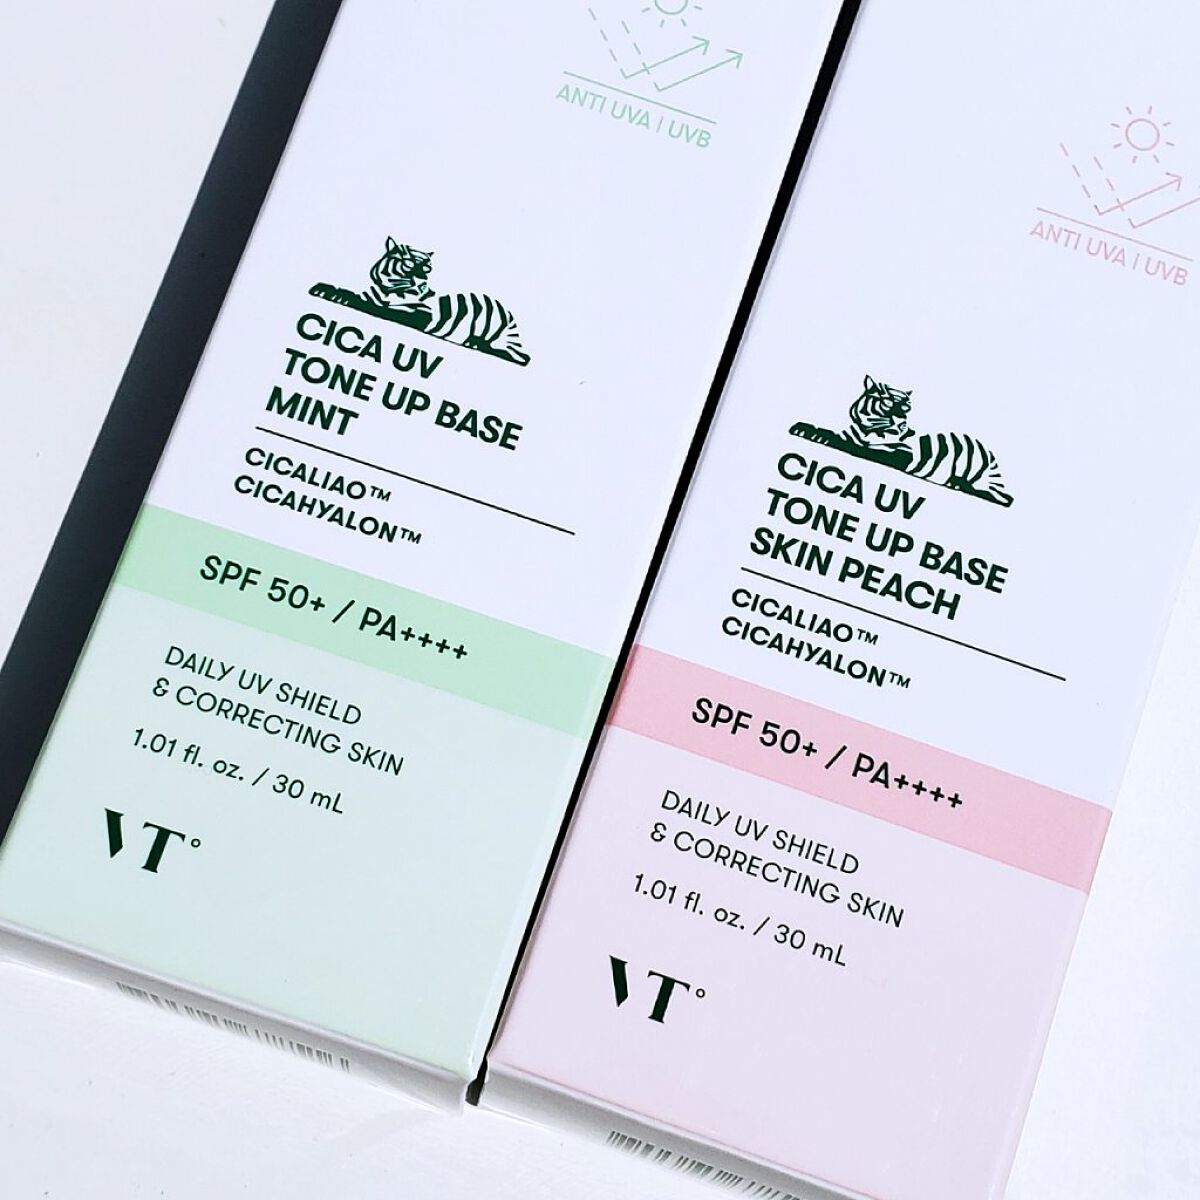 ANTI UVA | UVB
CICA UV
TONE UP BASE
MINT
CICALIAO™
CICAHYALON™
SPF 50+ / PA++++
DAILY UV SHIELD
& CORRECTING SKIN
1.01 fl. oz. / 30 mL
VT°
ANTI UVA | UVB
CICA UV
TONE UP BASE
SKIN PEACH
CICALIAO™
CICAHYALON™
SPF 50+ / PA++++
DAILY UV SHIELD
& CORRECTING SKIN
1.01 fl. oz. / 30 mL
VT°